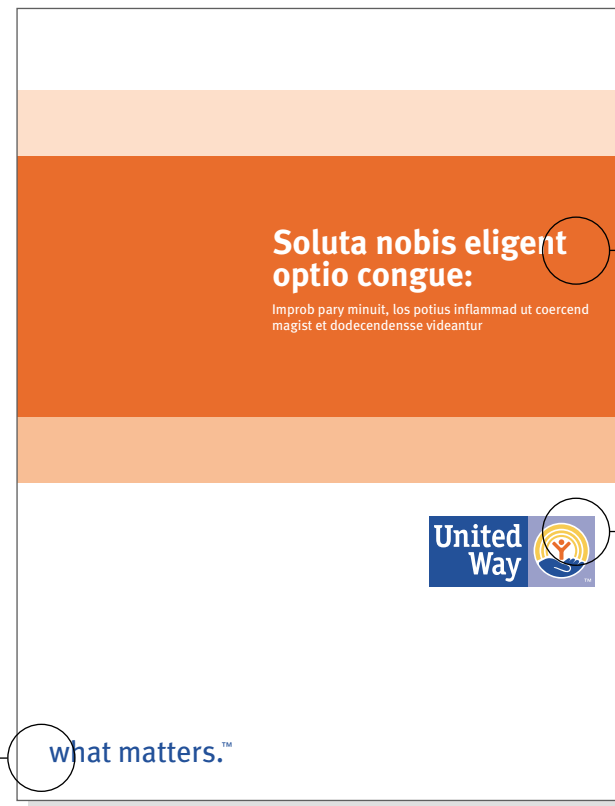 Soluta nobis eligent
optio congue:
Improb pary minuit, los potius inflammad ut coercend
magist et dodecendensse videantur
United
Way
™
what matters.™